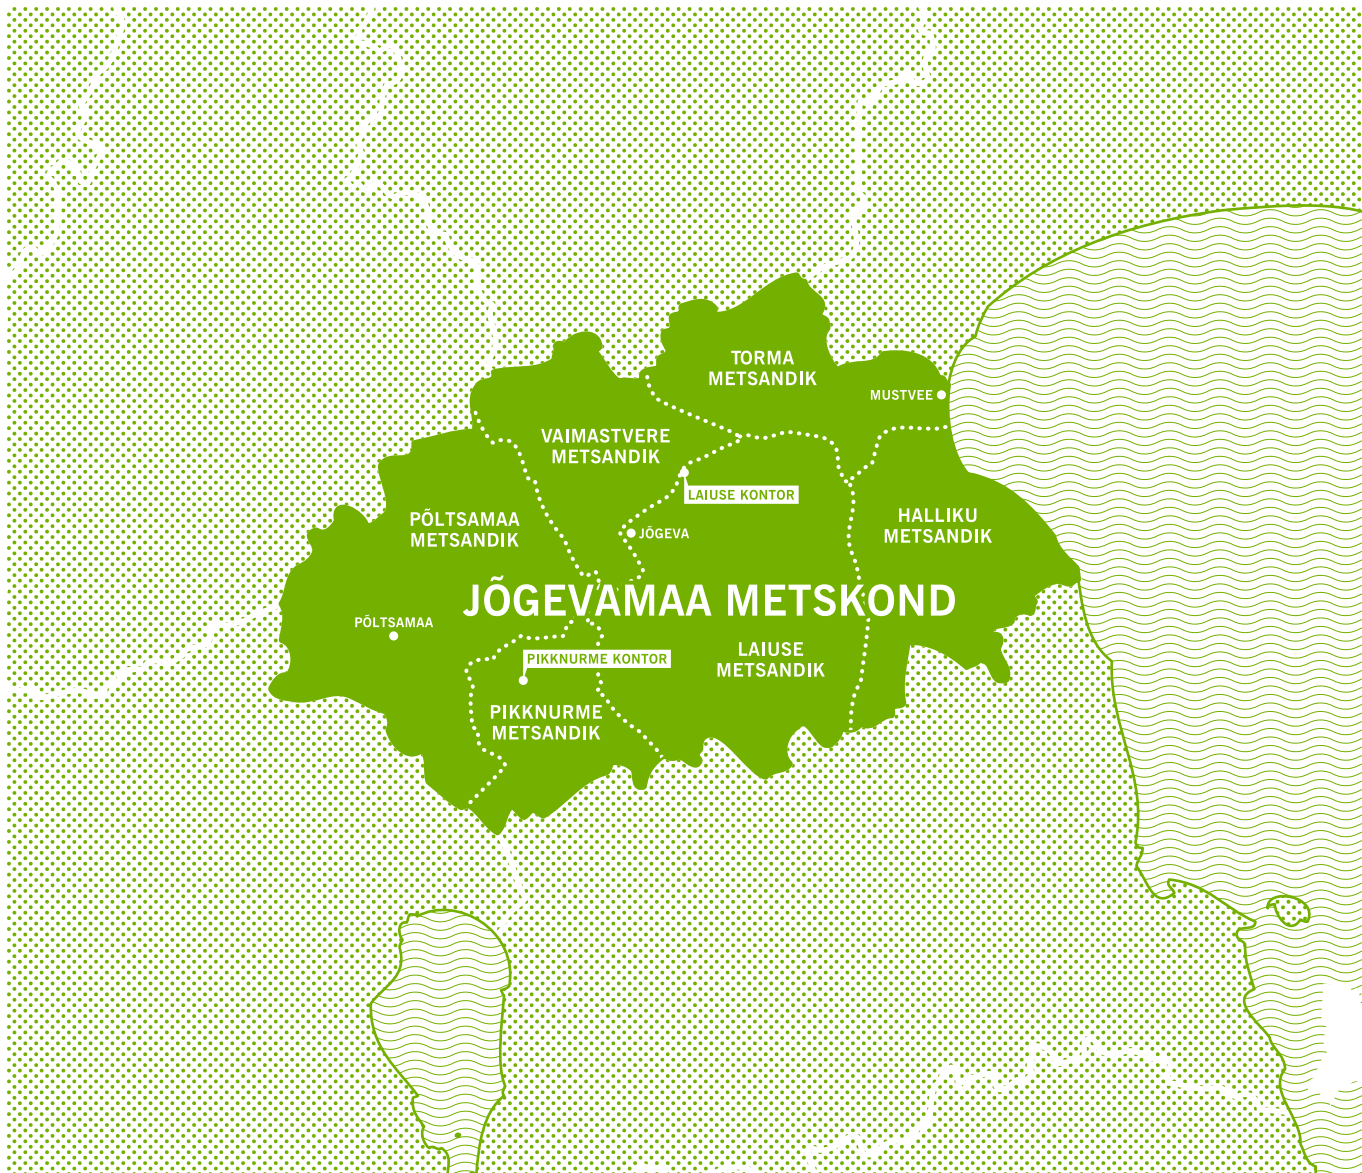 TORMA
METSANDIK
MUSTVEE
VAIMASTVERE
METSANDIK
LAIUSE KONTOR
PÕLTSAMAA
METSANDIK
HALLIKU
METSANDIK
JÕGEVA
JÕGEVAMAA METSKOND
PÕLTSAMAA
PIKKNURME KONTOR
LAIUSE
METSANDIK
PIKKNURME
METSANDIK